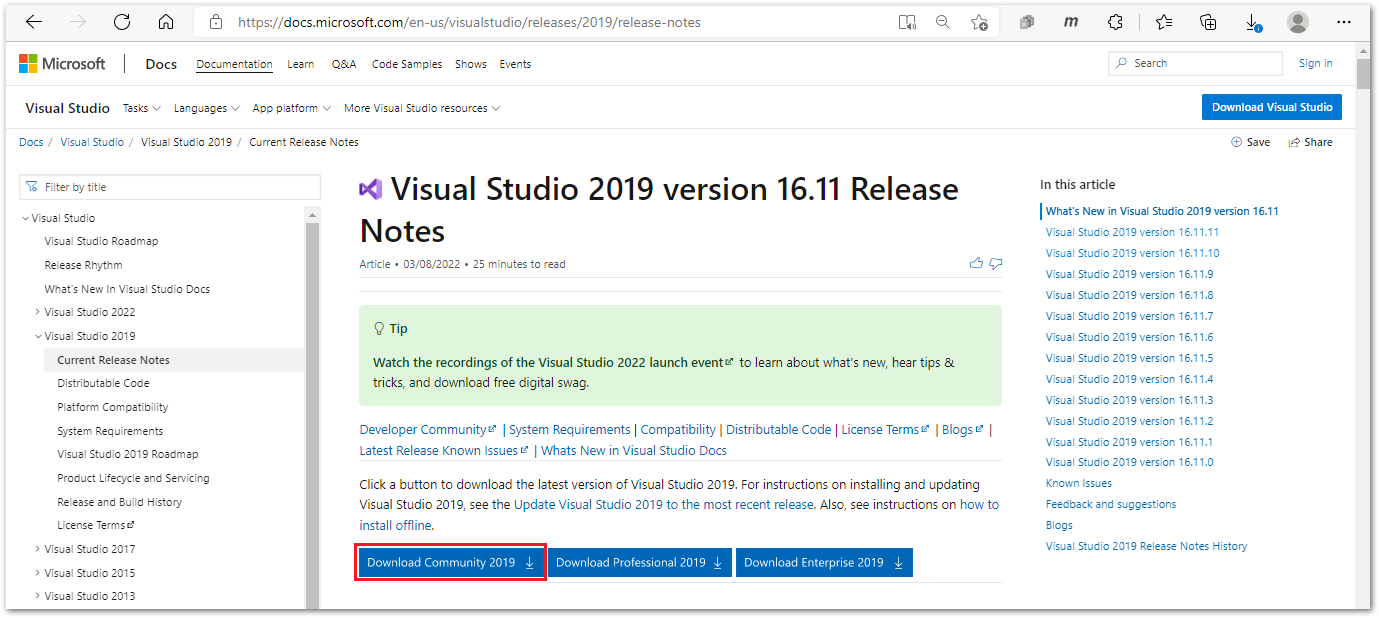 https://docs.microsoft.com/en-us/visualstudio/releases/2019/release-notes
m
Microsoft Docs Documentation Learn Q&A Code Samples Shows Events Search Sign in
Visual Studio Tasks Languages App platform More Visual Studio resources Download Visual Studio
Docs / Visual Studio / Visual Studio 2019 / Current Release Notes Save Share
Filter by title
Visual Studio
Visual Studio Roadmap
Release Rhythm
What's New In Visual Studio Docs
Visual Studio 2022
Visual Studio 2019
Current Release Notes
Distributable Code
Platform Compatibility
System Requirements
Visual Studio 2019 Roadmap
Product Lifecycle and Servicing
Release and Build History
License Terms
Visual Studio 2017
Visual Studio 2015
Visual Studio 2013
Visual Studio 2019 version 16.11 Release
Notes
Article • 03/08/2022 • 25 minutes to read
Tip
Watch the recordings of the Visual Studio 2022 launch event to learn about what's new, hear tips &
tricks, and download free digital swag.
Developer Community | System Requirements | Compatibility | Distributable Code | License Terms | Blogs |
Latest Release Known Issues | Whats New in Visual Studio Docs
Click a button to download the latest version of Visual Studio 2019. For instructions on installing and updating
Visual Studio 2019, see the Update Visual Studio 2019 to the most recent release. Also, see instructions on how to
install offline.
Download Community 2019 Download Professional 2019 Download Enterprise 2019
In this article
What's New in Visual Studio 2019 version 16.11
Visual Studio 2019 version 16.11.11
Visual Studio 2019 version 16.11.10
Visual Studio 2019 version 16.11.9
Visual Studio 2019 version 16.11.8
Visual Studio 2019 version 16.11.7
Visual Studio 2019 version 16.11.6
Visual Studio 2019 version 16.11.5
Visual Studio 2019 version 16.11.4
Visual Studio 2019 version 16.11.3
Visual Studio 2019 version 16.11.2
Visual Studio 2019 version 16.11.1
Visual Studio 2019 version 16.11.0
Known Issues
Feedback and suggestions
Blogs
Visual Studio 2019 Release Notes History